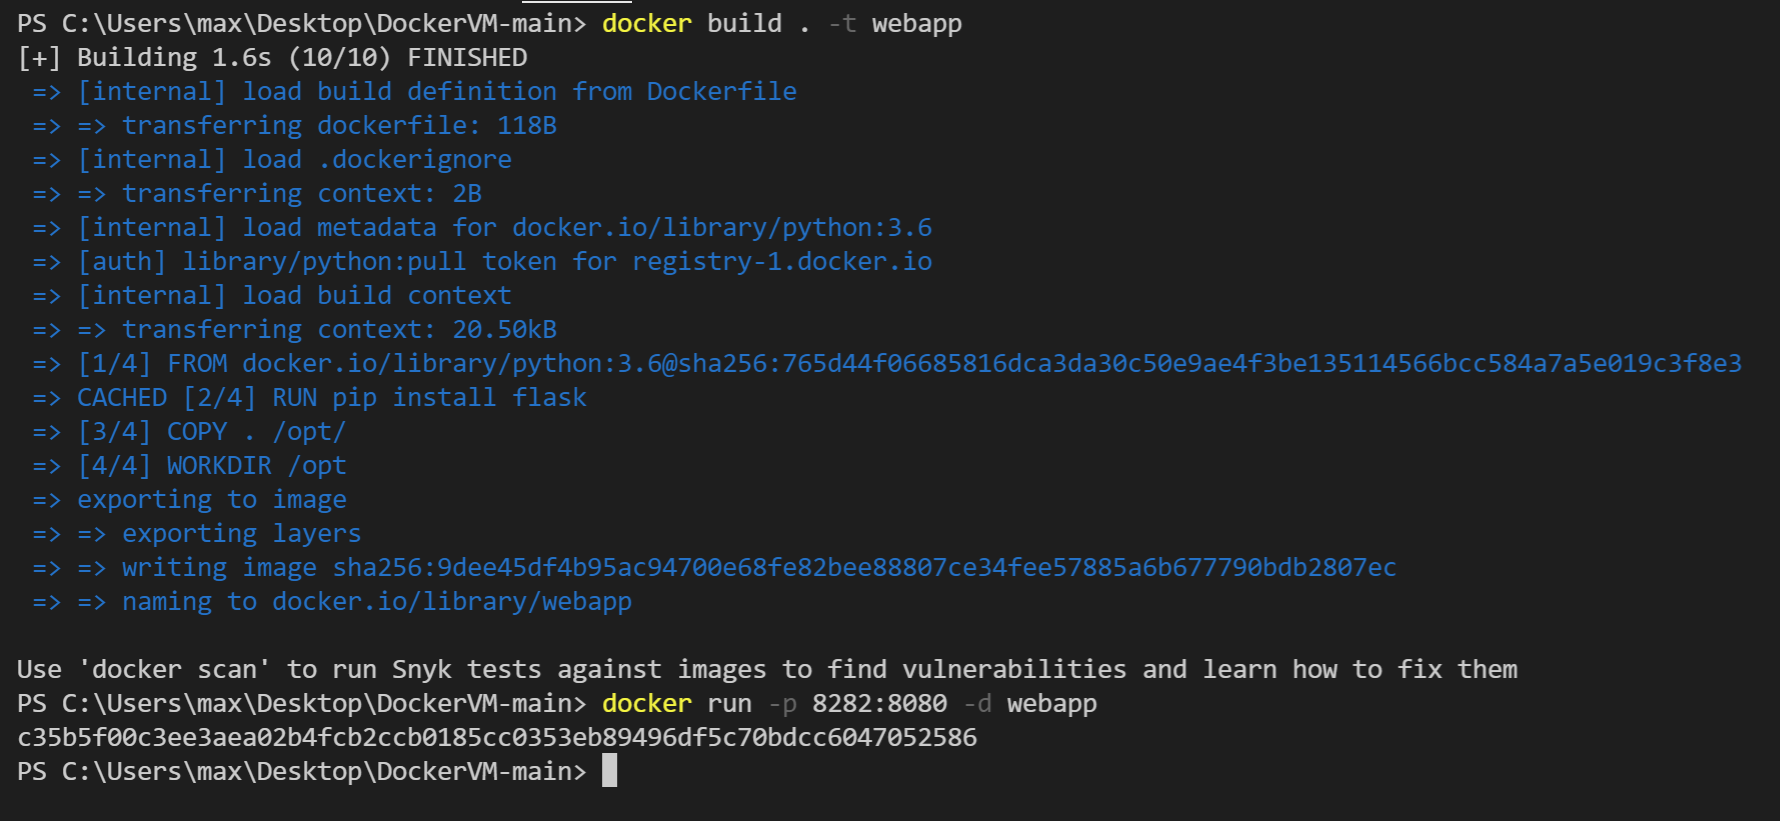 PS C:\Users\max\Desktop\DockerVM-main> docker build . -t webapp
[+] Building 1.6s (10/10) FINISHED
=> [internal] load build definition from Dockerfile
=> => transferring dockerfile: 118B
=> [internal] load .dockerignore
=> => transferring context: 2B
=> [internal] load metadata for docker.io/library/python:3.6
=> [auth] library/python:pull token for registry-1.docker.io
=> [internal] load build context
=> => transferring context: 20.50kB
=> [1/4] FROM docker.io/library/python:3.6@sha256:765d44f06685816dca3da30c50e9ae4f3be135114566bcc584a7a5e019c3f8e3
=> CACHED [2/4] RUN pip install flask
=> [3/4] COPY . /opt/
=> [4/4] WORKDIR /opt
=> exporting to image
=> => exporting layers
=> => writing image sha256:9dee45df4b95ac94700e68fe82bee88807ce34fee57885a6b677790bdb2807ec
=> => naming to docker.io/library/webapp
Use 'docker scan' to run Snyk tests against images to find vulnerabilities and learn how to fix them
PS C:\Users\max\Desktop\DockerVM-main> docker run -p 8282:8080 -d webapp
c35b5f00c3ee3aea02b4fcb2ccb0185cc0353eb89496df5c70bdcc6047052586
PS C:\Users\max\Desktop\DockerVM-main>